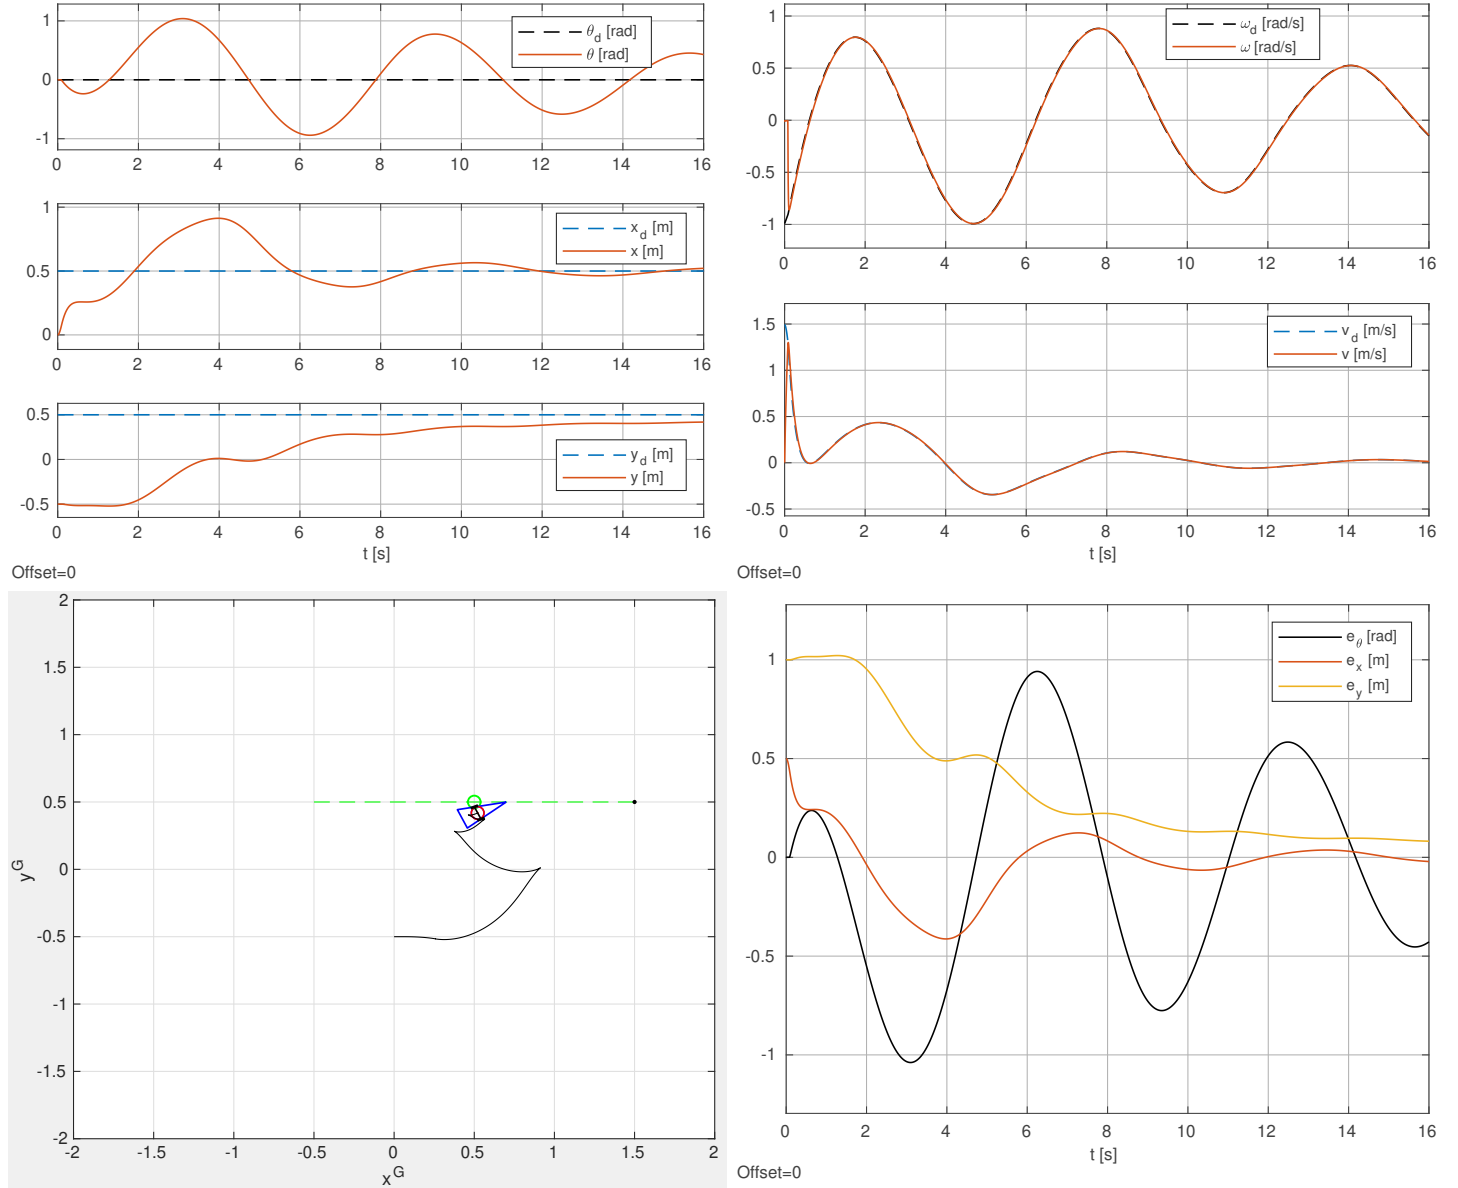 1
0
-1
θd [rad]
θ [rad]
0 2 4 6 8 10 12 14 16
1
0.5
0
xd [m]
x [m]
0 2 4 6 8 10 12 14 16
0.5
0
-0.5
yd [m]
y [m]
0 2 4 6 8 10 12 14 16
t [s]
Offset=0
1
0.5
0
-0.5
-1
ωd [rad/s]
ω [rad/s]
0 2 4 6 8 10 12 14 16
1.5
1
0.5
0
-0.5
vd [m/s]
v [m/s]
0 2 4 6 8 10 12 14 16
t [s]
Offset=0
2
1.5
1
0.5
0
-0.5
-1
-1.5
-2
yG
-2 -1.5 -1 -0.5 0 0.5 1 1.5 2
xG
1
0.5
0
-0.5
-1
eθ [rad]
ex [m]
ey [m]
0 2 4 6 8 10 12 14 16
t [s]
Offset=0